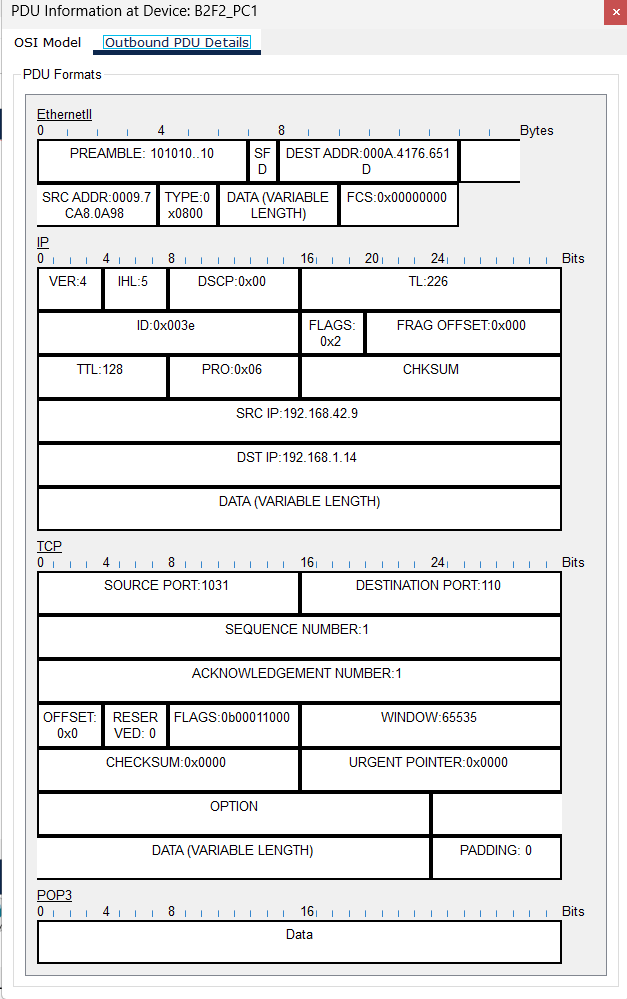 PDU Information at Device: B2F2_PC1
×
OSI Model Outbound PDU Details
PDU Formats
EthernetII
0 4 8 Bytes
PREAMBLE: 101010..10
SF
D
DEST ADDR:000A.4176.651
D
SRC ADDR:0009.7
CA8.0A98
TYPE:0
x0800
DATA (VARIABLE
LENGTH)
FCS:0x00000000
IP
0 4 8 16 20 24 Bits
VER:4 IHL:5 DSCP:0x00 TL:226
ID:0x003e
FLAGS:
0x2
FRAG OFFSET:0x000
TTL:128 PRO:0x06 CHKSUM
SRC IP:192.168.42.9
DST IP:192.168.1.14
DATA (VARIABLE LENGTH)
TCP
0 4 8 16 24 Bits
SOURCE PORT:1031 DESTINATION PORT:110
SEQUENCE NUMBER:1
ACKNOWLEDGEMENT NUMBER:1
OFFSET:
0x0
RESER
VED: 0
FLAGS:0b00011000 WINDOW:65535
CHECKSUM:0x0000 URGENT POINTER:0x0000
OPTION
DATA (VARIABLE LENGTH) PADDING: 0
POP3
0 4 8 16 Bits
Data